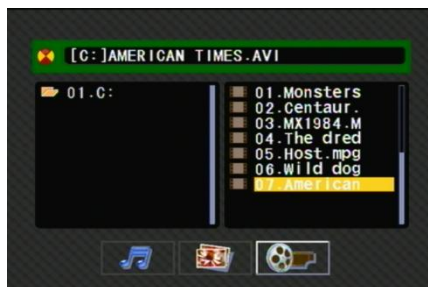 [C:]AMERICAN TIMES.AVI
01.C:
01.Monsters
02.Centaur.
03.MX1984.M
04.The dred
05.Host.mpg
06.Wild dog
07.American